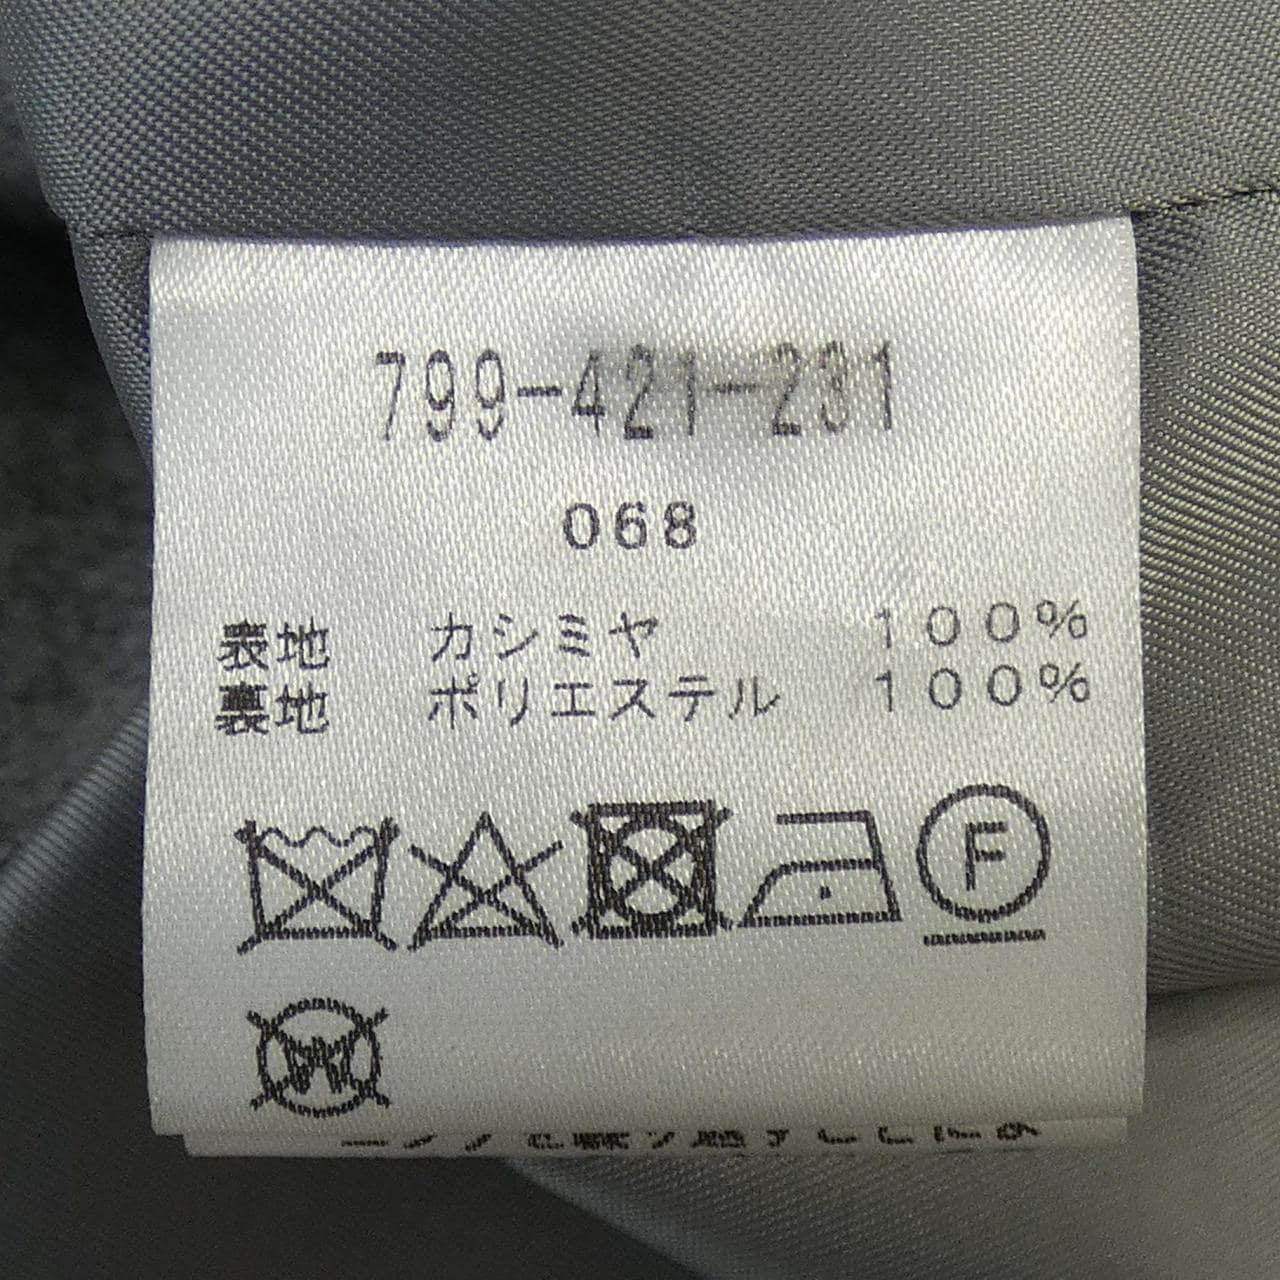 799-421-231
068
表地 カシミヤ 100%
裏地 ポリエステル 100%
F
W